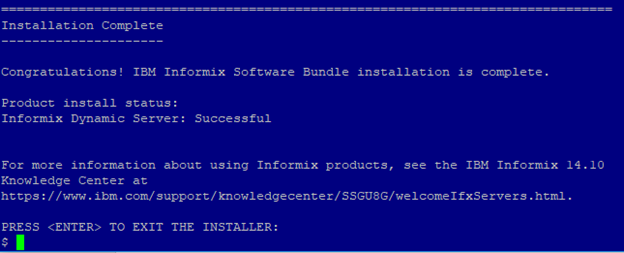 ===============================================================================
Installation Complete
---------------------
Congratulations! IBM Informix Software Bundle installation is complete.
Product install status:
Informix Dynamic Server: Successful
For more information about using Informix products, see the IBM Informix 14.10
Knowledge Center at
https://www.ibm.com/support/knowledgecenter/SSGU8G/welcomeIfxServers.html.
PRESS <ENTER> TO EXIT THE INSTALLER:
$